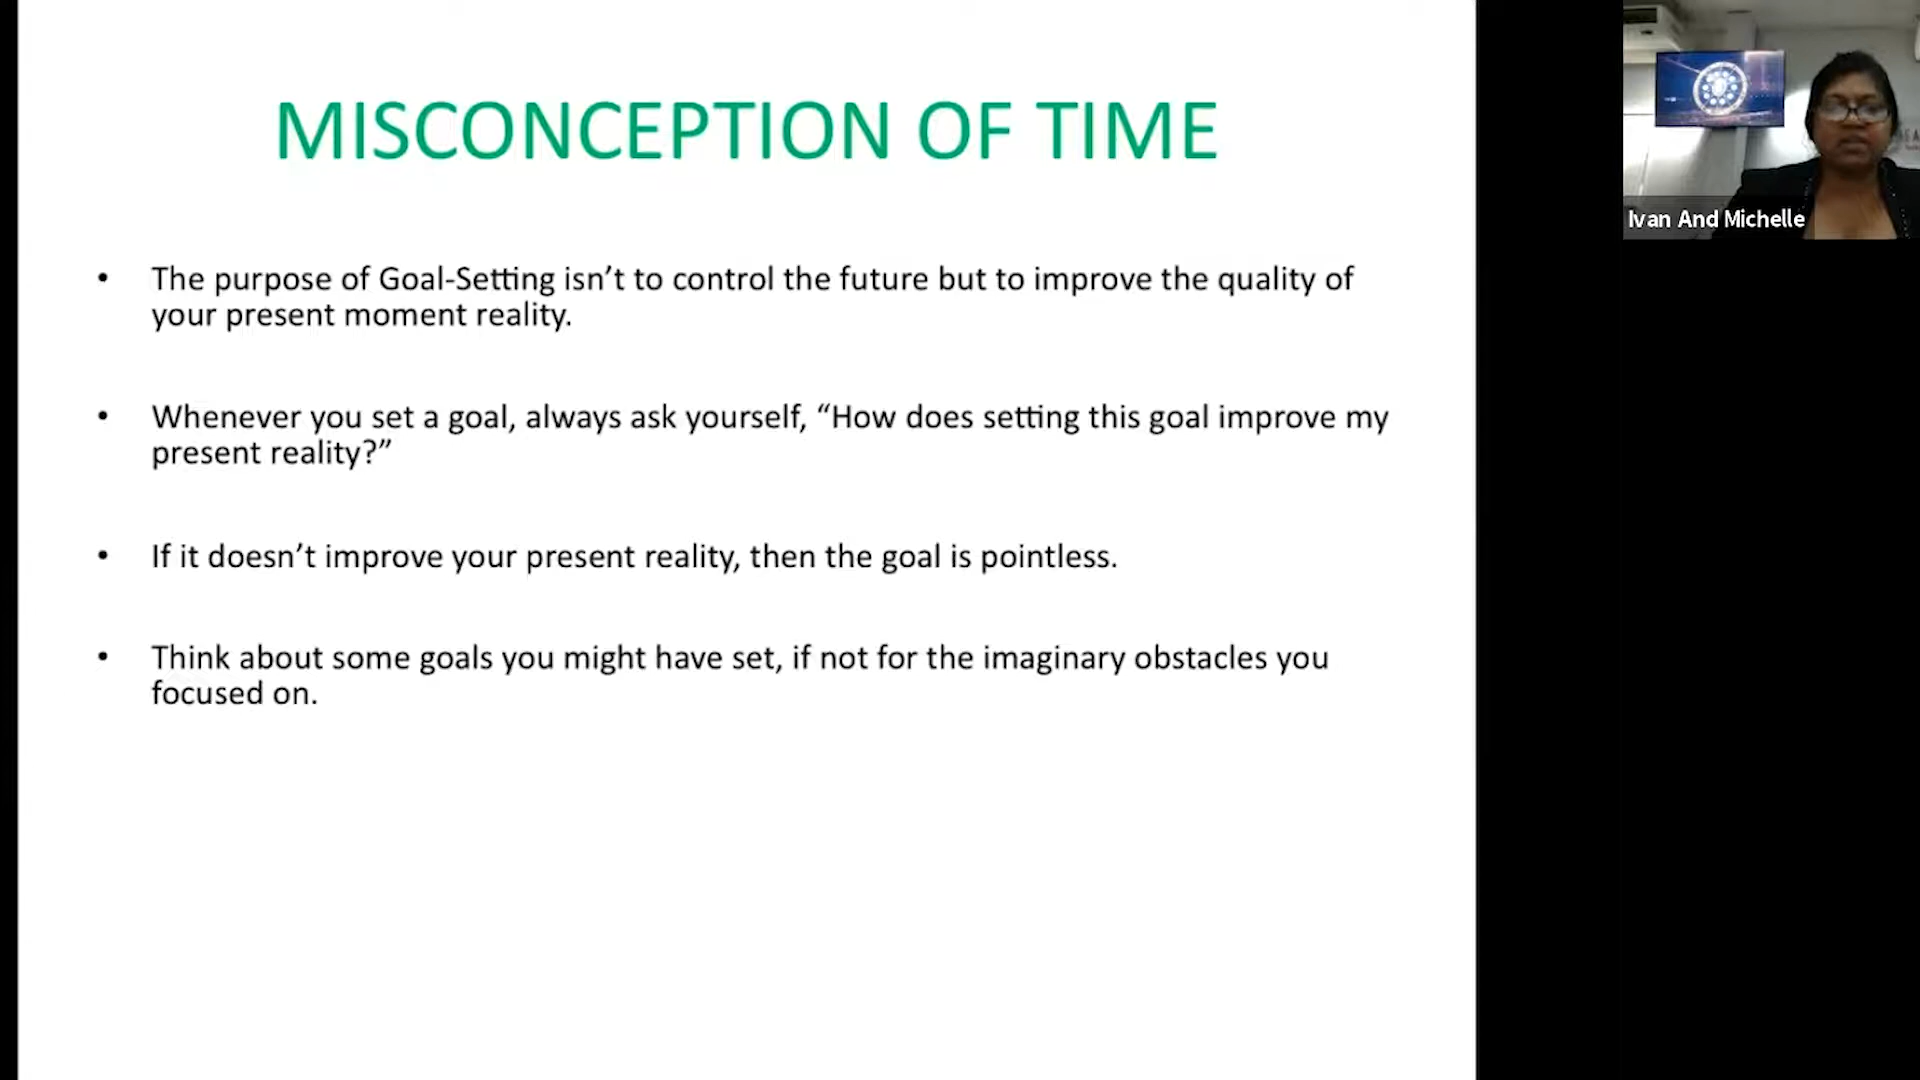 MISCONCEPTION OF TIME
• The purpose of Goal-Setting isn’t to control the future but to improve the quality of
your present moment reality.
• Whenever you set a goal, always ask yourself, “How does setting this goal improve my
present reality?”
• If it doesn’t improve your present reality, then the goal is pointless.
• Think about some goals you might have set, if not for the imaginary obstacles you
focused on.
Ivan And Michelle